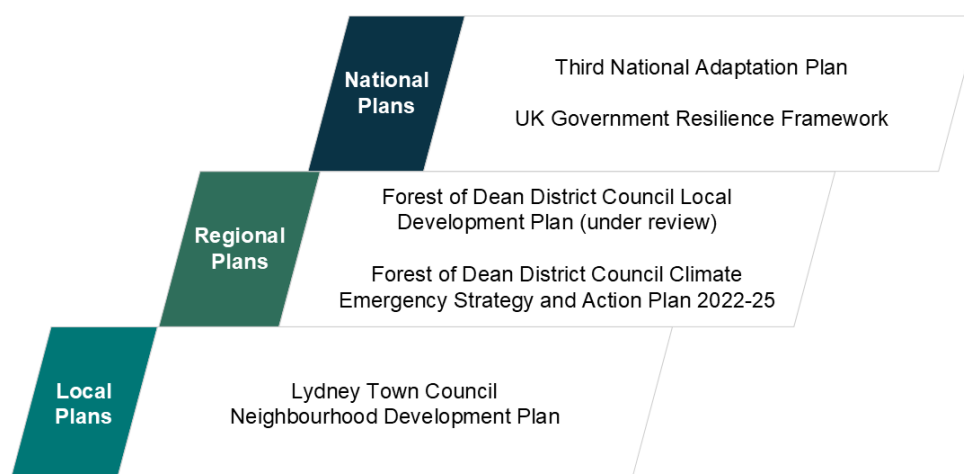 National
Plans
Third National Adaptation Plan
UK Government Resilience Framework
Regional
Plans
Forest of Dean District Council Local
Development Plan (under review)
Forest of Dean District Council Climate
Emergency Strategy and Action Plan 2022-25
Local
Plans
Lydney Town Council
Neighbourhood Development Plan